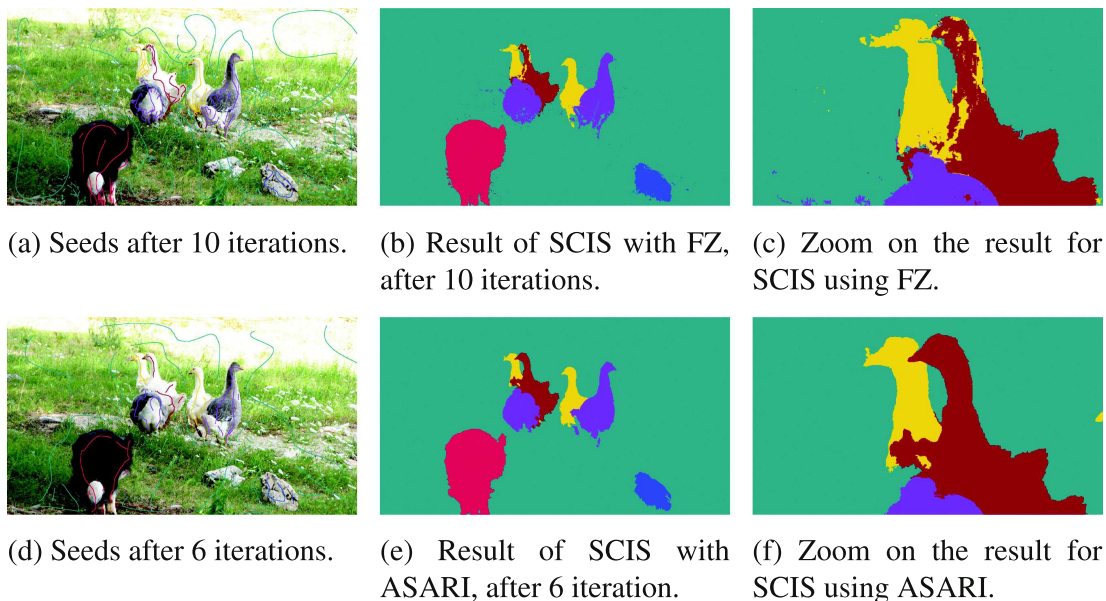 (a) Seeds after 10 iterations.
(b) Result of SCIS with FZ,
after 10 iterations.
(c) Zoom on the result for
SCIS using FZ.
(d) Seeds after 6 iterations.
(e) Result of SCIS with
ASARI, after 6 iteration.
(f) Zoom on the result for
SCIS using ASARI.